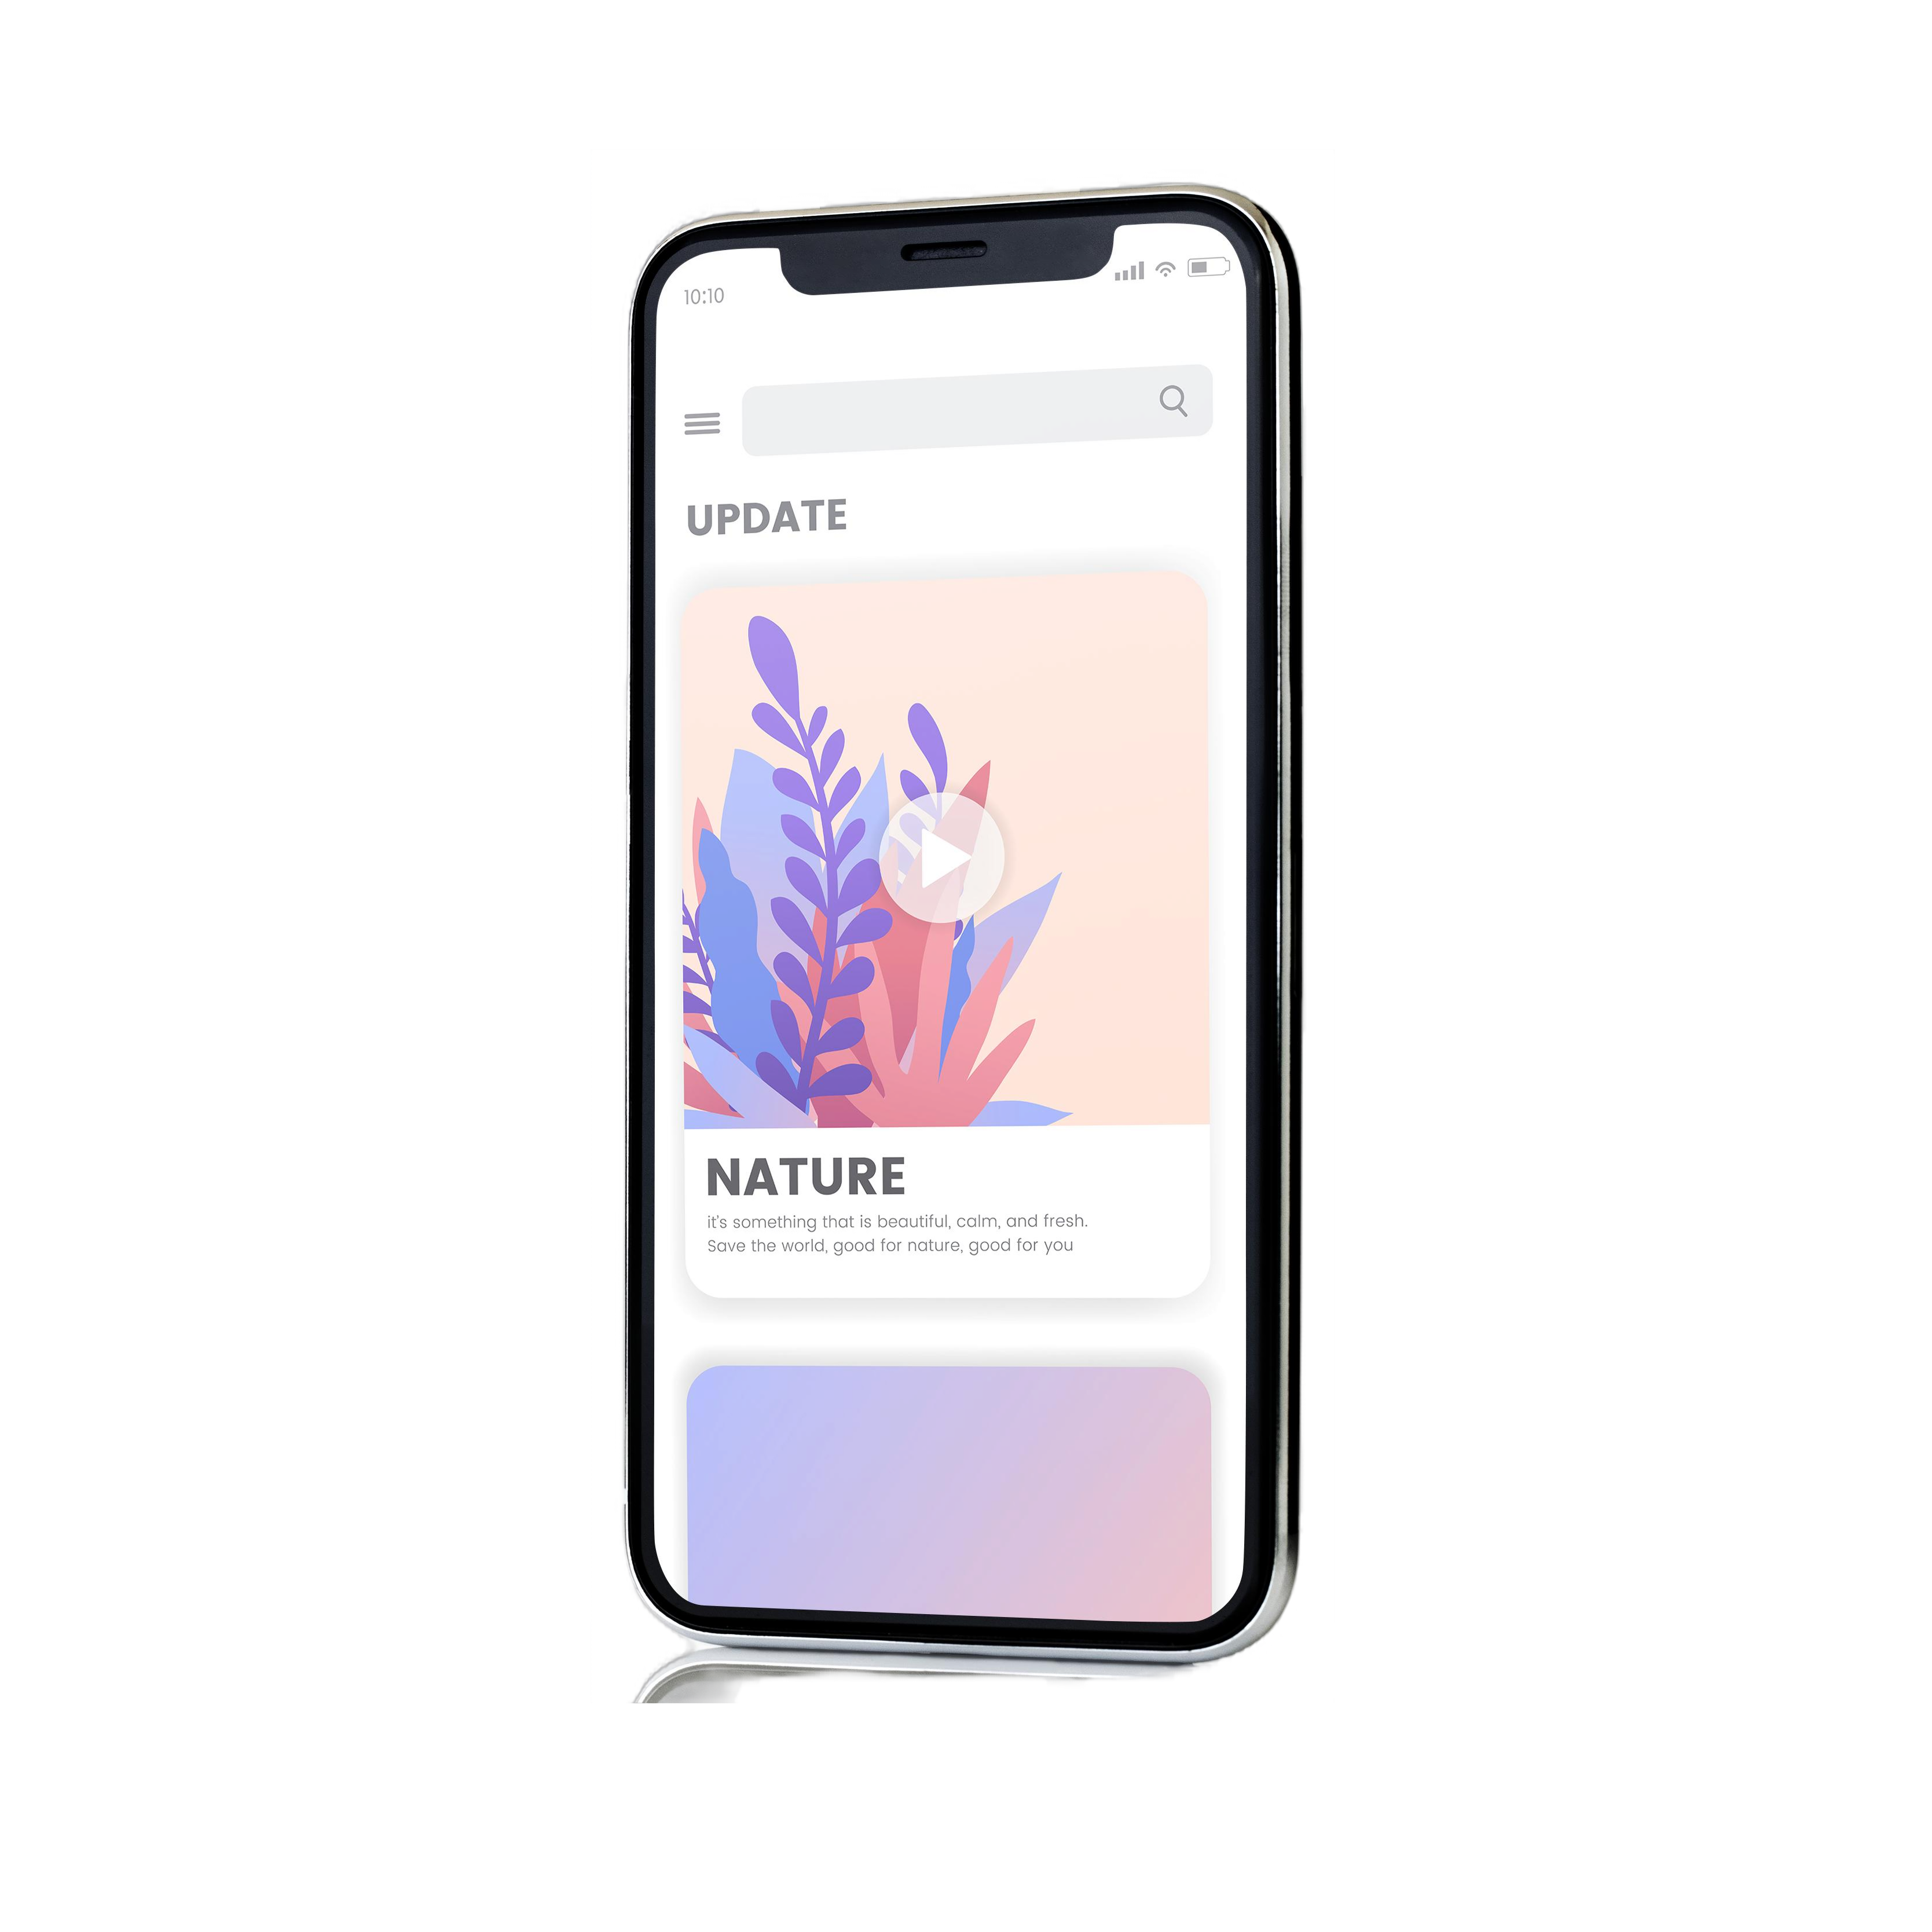 10:10
UPDATE
NATURE
it's something that is beautiful, calm, and fresh.
Save the world, good for nature, good for you